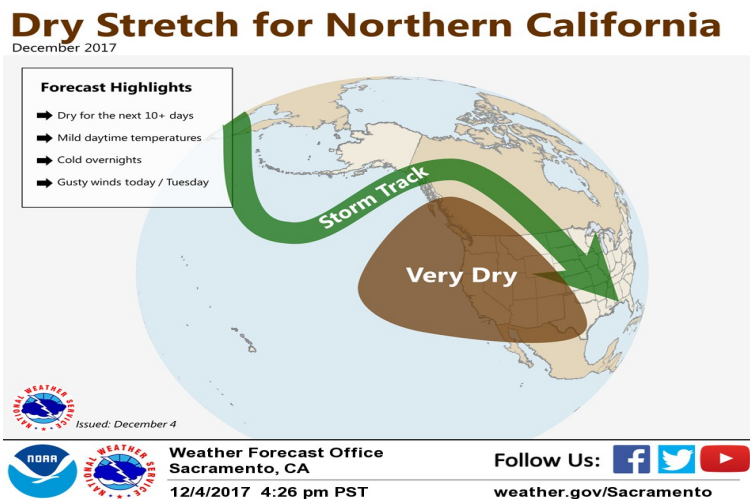 Dry Stretch for Northern California
December 2017
Forecast Highlights
Dry for the next 10+ days
Mild daytime temperatures
Cold overnights
Gusty winds today / Tuesday
Storm Track
Very Dry
NATIONAL WEATHER SERVICE
Issued: December 4
NOAA
NATIONAL WEATHER SERVICE
Weather Forecast Office
Sacramento, CA
12/4/2017 4:26 pm PST
Follow Us:
weather.gov/Sacramento